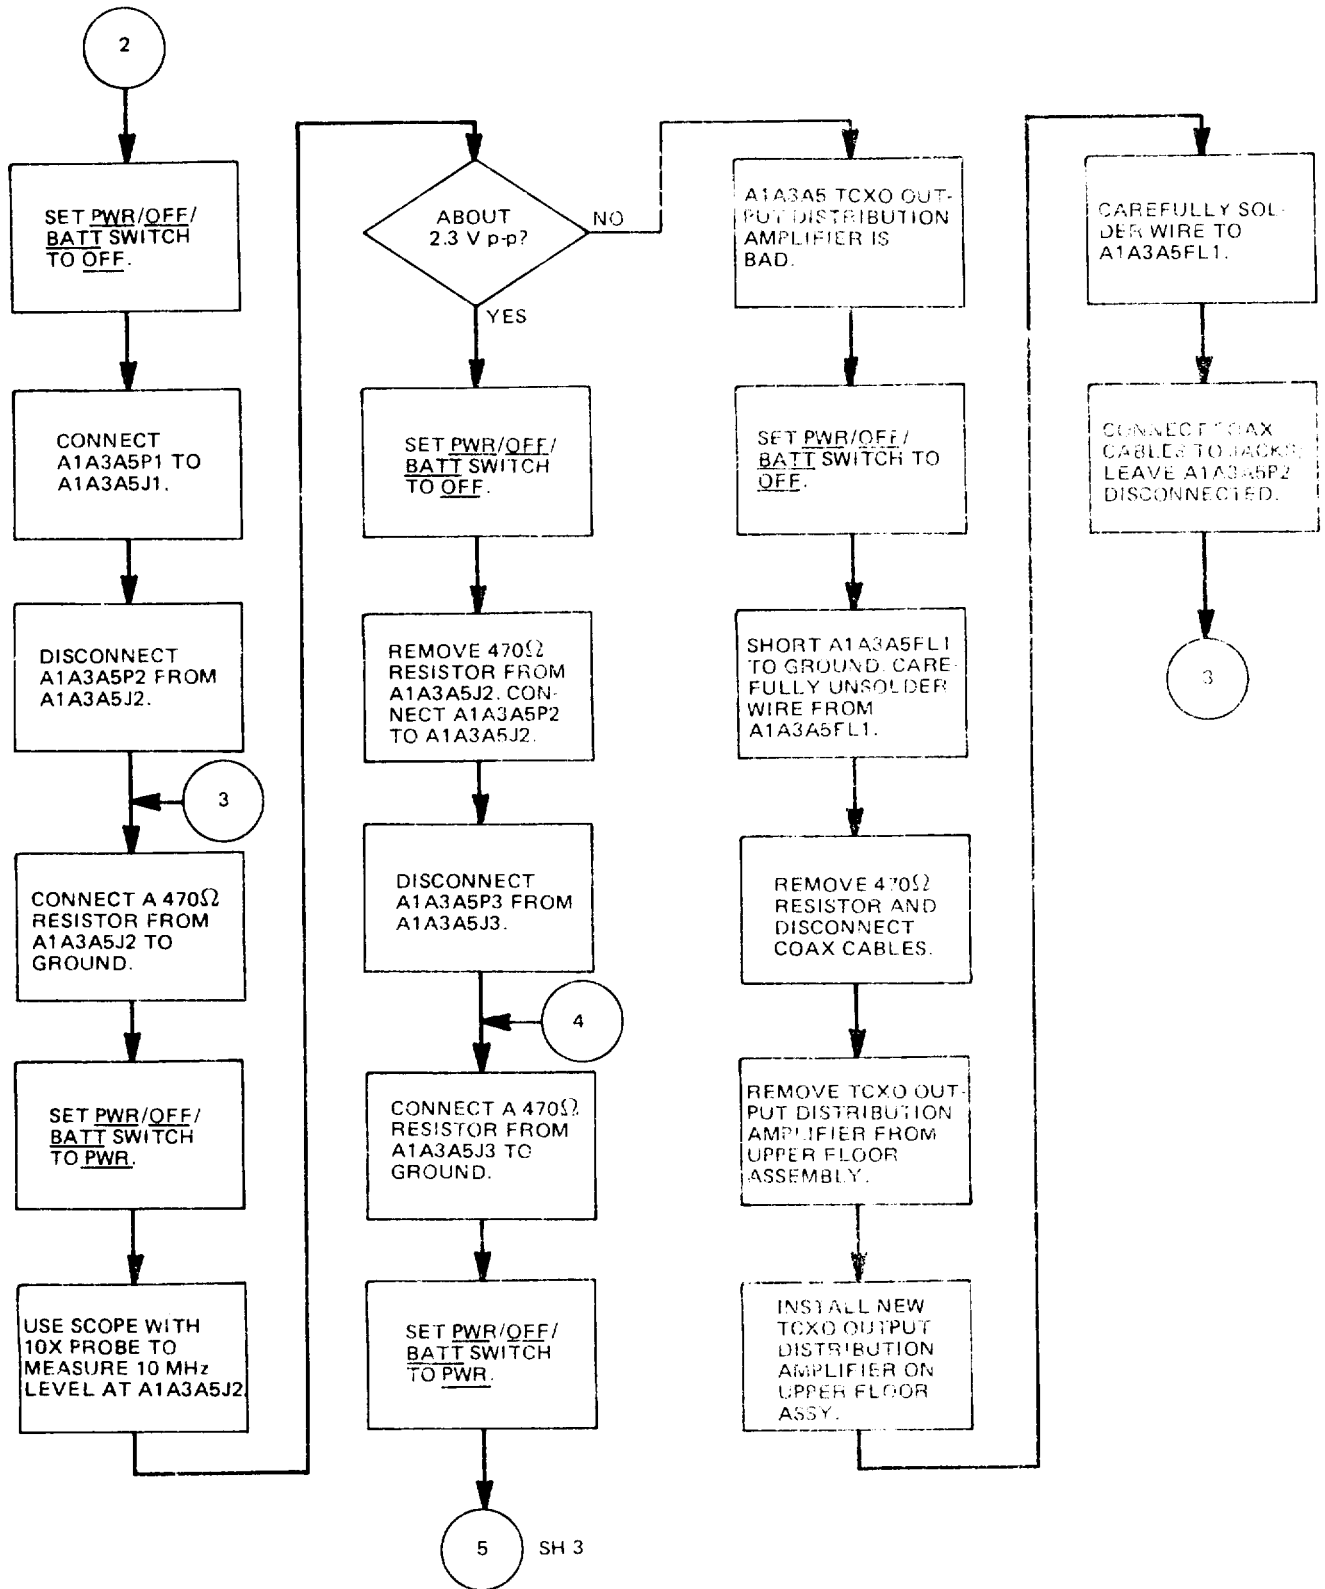 2
SET PWR/OFF/
BATT SWITCH
TO OFF.
CONNECT
A1A3A5P1 TO
A1A3A5J1.
DISCONNECT
A1A3A5P2 FROM
A1A3A5J2.
3
CONNECT A 470Ω
RESISTOR FROM
A1A3A5J2 TO
GROUND.
SET PWR/OFF/
BATT SWITCH
TO PWR.
USE SCOPE WITH
10X PROBE TO
MEASURE 10 MHz
LEVEL AT A1A3A5J2.
ABOUT
2.3 V p-p?
NO
YES
SET PWR/OFF/
BATT SWITCH
TO OFF.
REMOVE 470Ω
RESISTOR FROM
A1A3A5J2. CON-
NECT A1A3A5P2
TO A1A3A5J2.
DISCONNECT
A1A3A5P3 FROM
A1A3A5J3.
4
CONNECT A 470Ω
RESISTOR FROM
A1A3A5J3 TO
GROUND.
SET PWR/OFF/
BATT SWITCH
TO PWR.
5
SH 3
A1A3A5 TCXO OUT-
PUT DISTRIBUTION
AMPLIFIER IS
BAD.
SET PWR/OFF/
BATT SWITCH TO
OFF.
SHORT A1A3A5FL1
TO GROUND. CARE-
FULLY UNSOLDER
WIRE FROM
A1A3A5FL1.
REMOVE 470Ω
RESISTOR AND
DISCONNECT
COAX CABLES.
REMOVE TCXO OUT-
PUT DISTRIBUTION
AMPLIFIER FROM
UPPER FLOOR
ASSEMBLY.
INSTALL NEW
TCXO OUTPUT
DISTRIBUTION
AMPLIFIER ON
UPPER FLOOR
ASSY.
CAREFULLY SOL-
DER WIRE TO
A1A3A5FL1.
CONNECT COAX
CABLES TO JACKS;
LEAVE A1A3A5P2
DISCONNECTED.
3